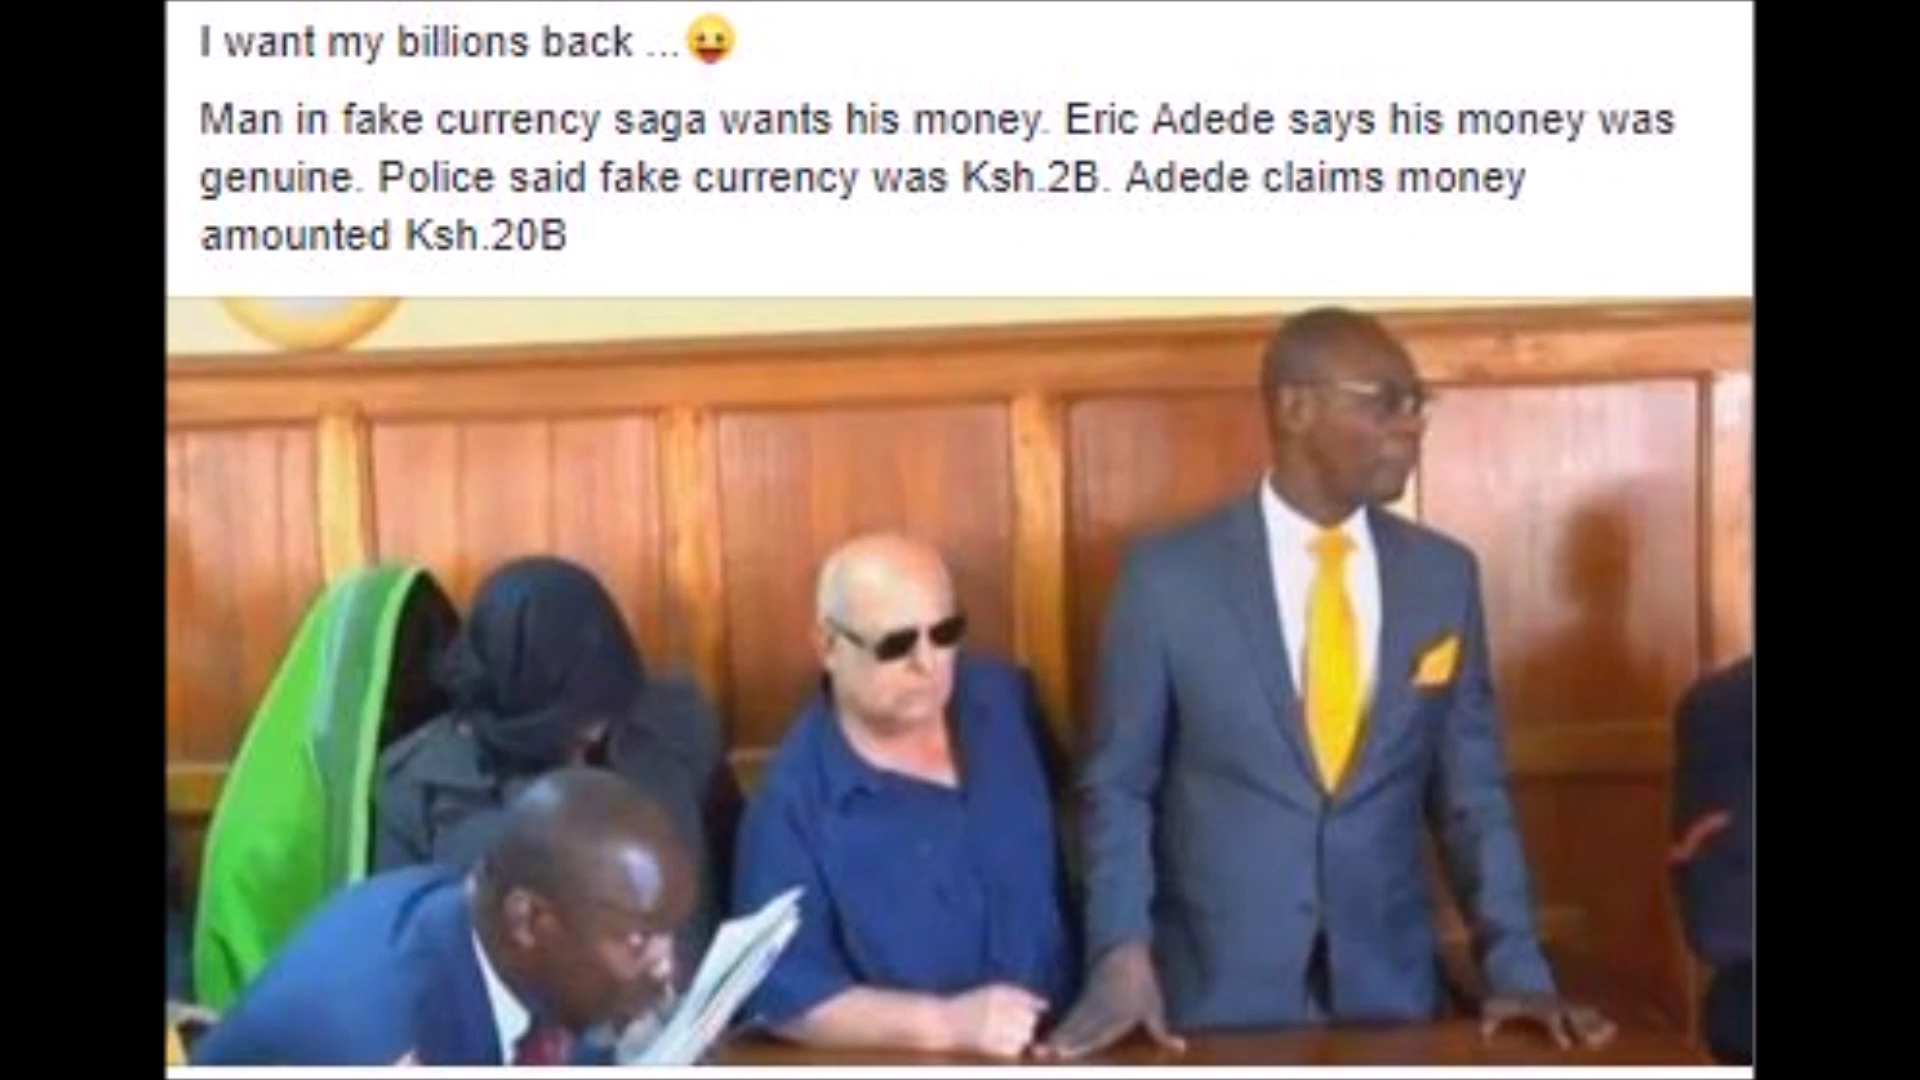 I want my billions back ...😛
Man in fake currency saga wants his money. Eric Adede says his money was
genuine. Police said fake currency was Ksh.2B. Adede claims money
amounted Ksh.20B